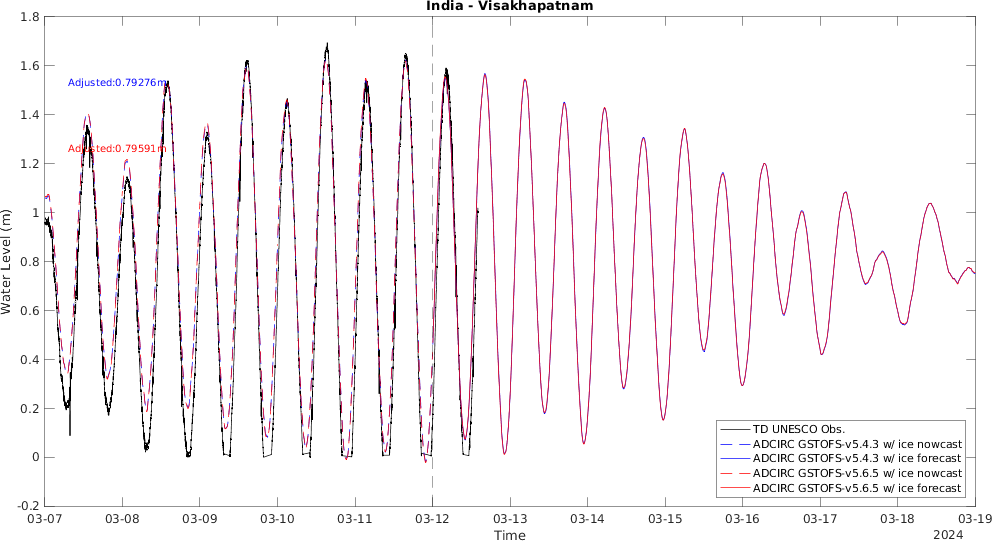 India - Visakhapatnam
1.8
1.6
1.4
1.2
1
0.8
0.6
0.4
0.2
0
-0.2
Water Level (m)
Adjusted:0.79276m
Adjusted:0.79591m
TD UNESCO Obs.
ADCIRC GSTOFS-v5.4.3 w/ ice nowcast
ADCIRC GSTOFS-v5.4.3 w/ ice forecast
ADCIRC GSTOFS-v5.6.5 w/ ice nowcast
ADCIRC GSTOFS-v5.6.5 w/ ice forecast
03-07 03-08 03-09 03-10 03-11 03-12 03-13 03-14 03-15 03-16 03-17 03-18 03-19
Time
2024